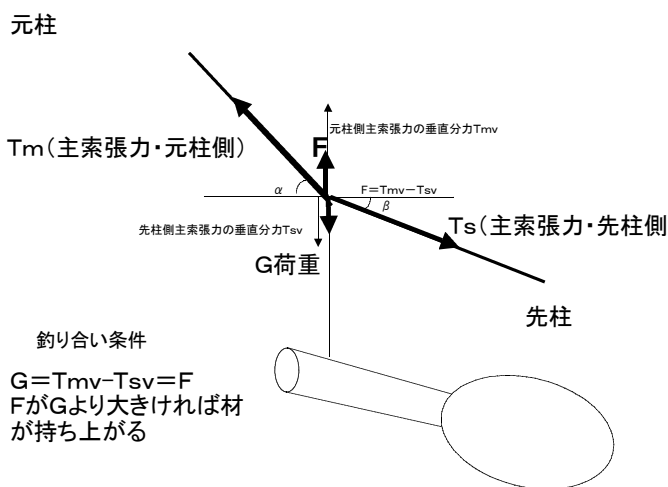 元柱
元柱側主索張力の垂直分力Tmv
Tm(主索張力・元柱側)
F
α
F=Tmv-Tsv
β
先柱側主索張力の垂直分力Tsv
Ts(主索張力・先柱側
G荷重
先柱
釣り合い条件
G=Tmv-Tsv=F
FがGより大きければ材
が持ち上がる